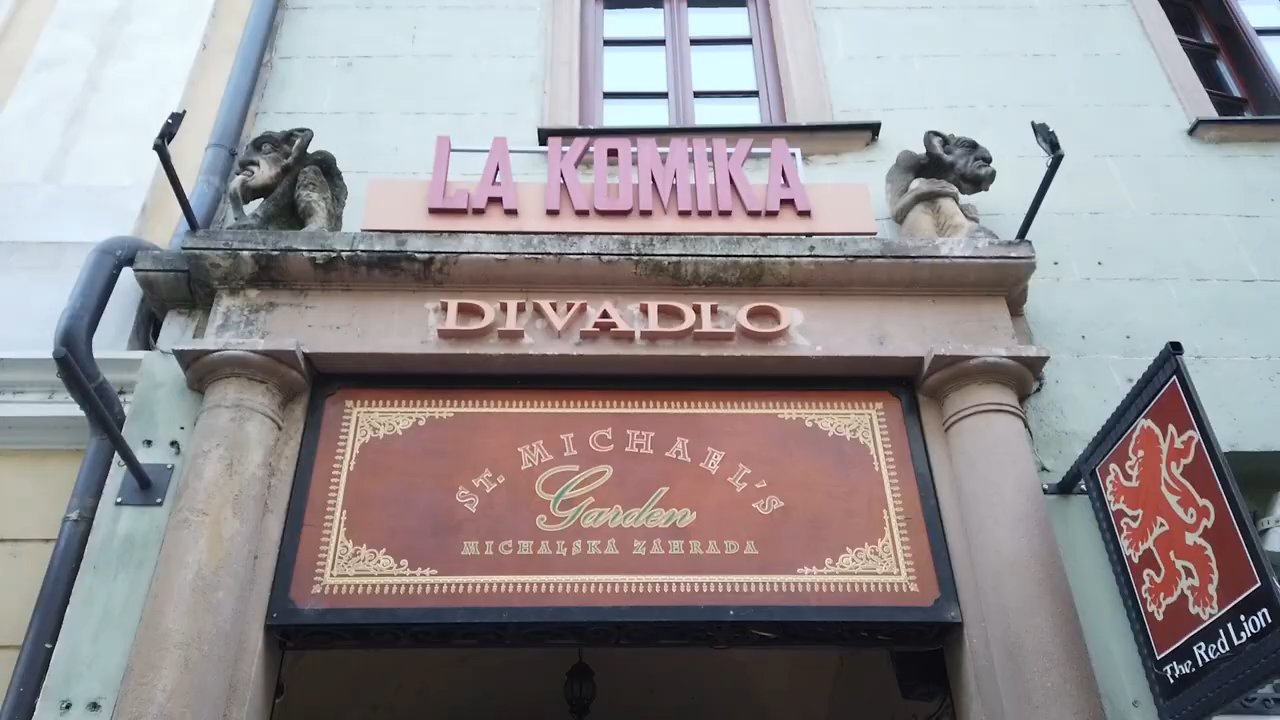 LA KOMIKA
DIVADLO
ST. MICHAEL'S
Garden
MICHALSKÁ ZÁHRADA
The Red Lion